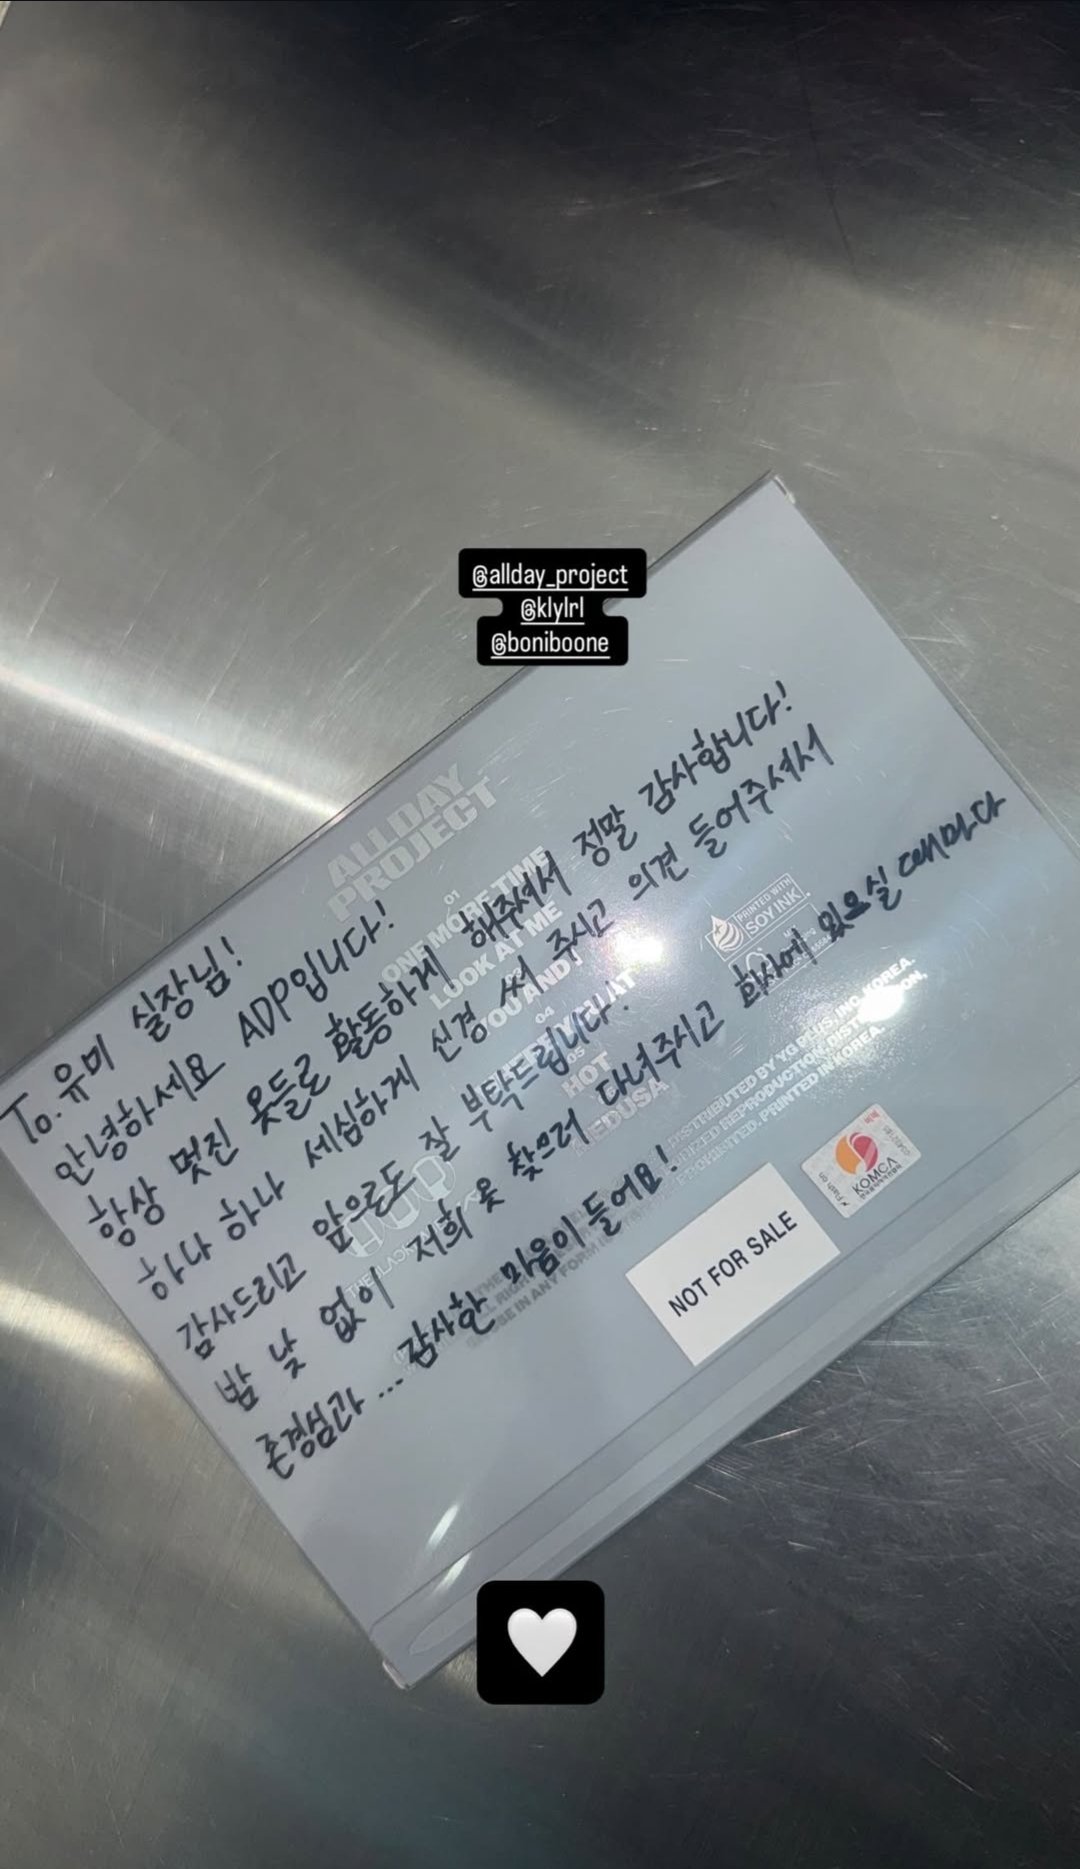 @allday_project
@klylrl
@boniboone
To. 유미 실장님!
안녕하세요 ADP입니다!
항상 멋진 옷들로 활동하게 해주셔서 정말 감사합니다!
하나 하나 세심하게 신경 써 주시고 의견 들어주셔서
감사드리고 앞으로도 잘 부탁드립니다.
밤 낮 없이 저희 옷 찾으러 다녀주시고 회사에 있으실 때마다
존경심과... 감사한 마음이 들어요!
ALLDAY
PROJECT
01
ONE MORE TIME
LOOK AT ME
YOU AND I
04
05
HOT
MEDUSA
PRINTED WITH
SOY INK
DISTRIBUTED BY YG PLUS, INC. KOREA.
PROHIBITED. PRINTED IN KOREA.
KOMCA
NOT FOR SALE